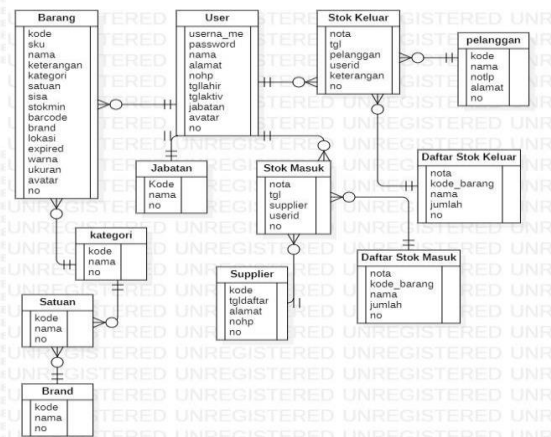 Barang
kode
sku
nama
keterangan
kategori
satuan
sisa
stokmin
barcode
brand
lokasi
expired
warna
ukuran
avatar
no
User
userna_me
password
nama
alamat
nohp
tgllahir
tglaktiv
jabatan
avatar
no
Stok Keluar
nota
tgl
pelanggan
userid
keterangan
no
pelanggan
kode
nama
notlp
alamat
no
Jabatan
Kode
nama
no
Stok Masuk
nota
tgl
supplier
userid
no
Daftar Stok Keluar
nota
kode_barang
nama
jumlah
no
kategori
kode
nama
no
Supplier
kode
tgldaftar
alamat
nohp
no
Daftar Stok Masuk
nota
kode_barang
nama
jumlah
no
Satuan
kode
nama
no
Brand
kode
nama
no